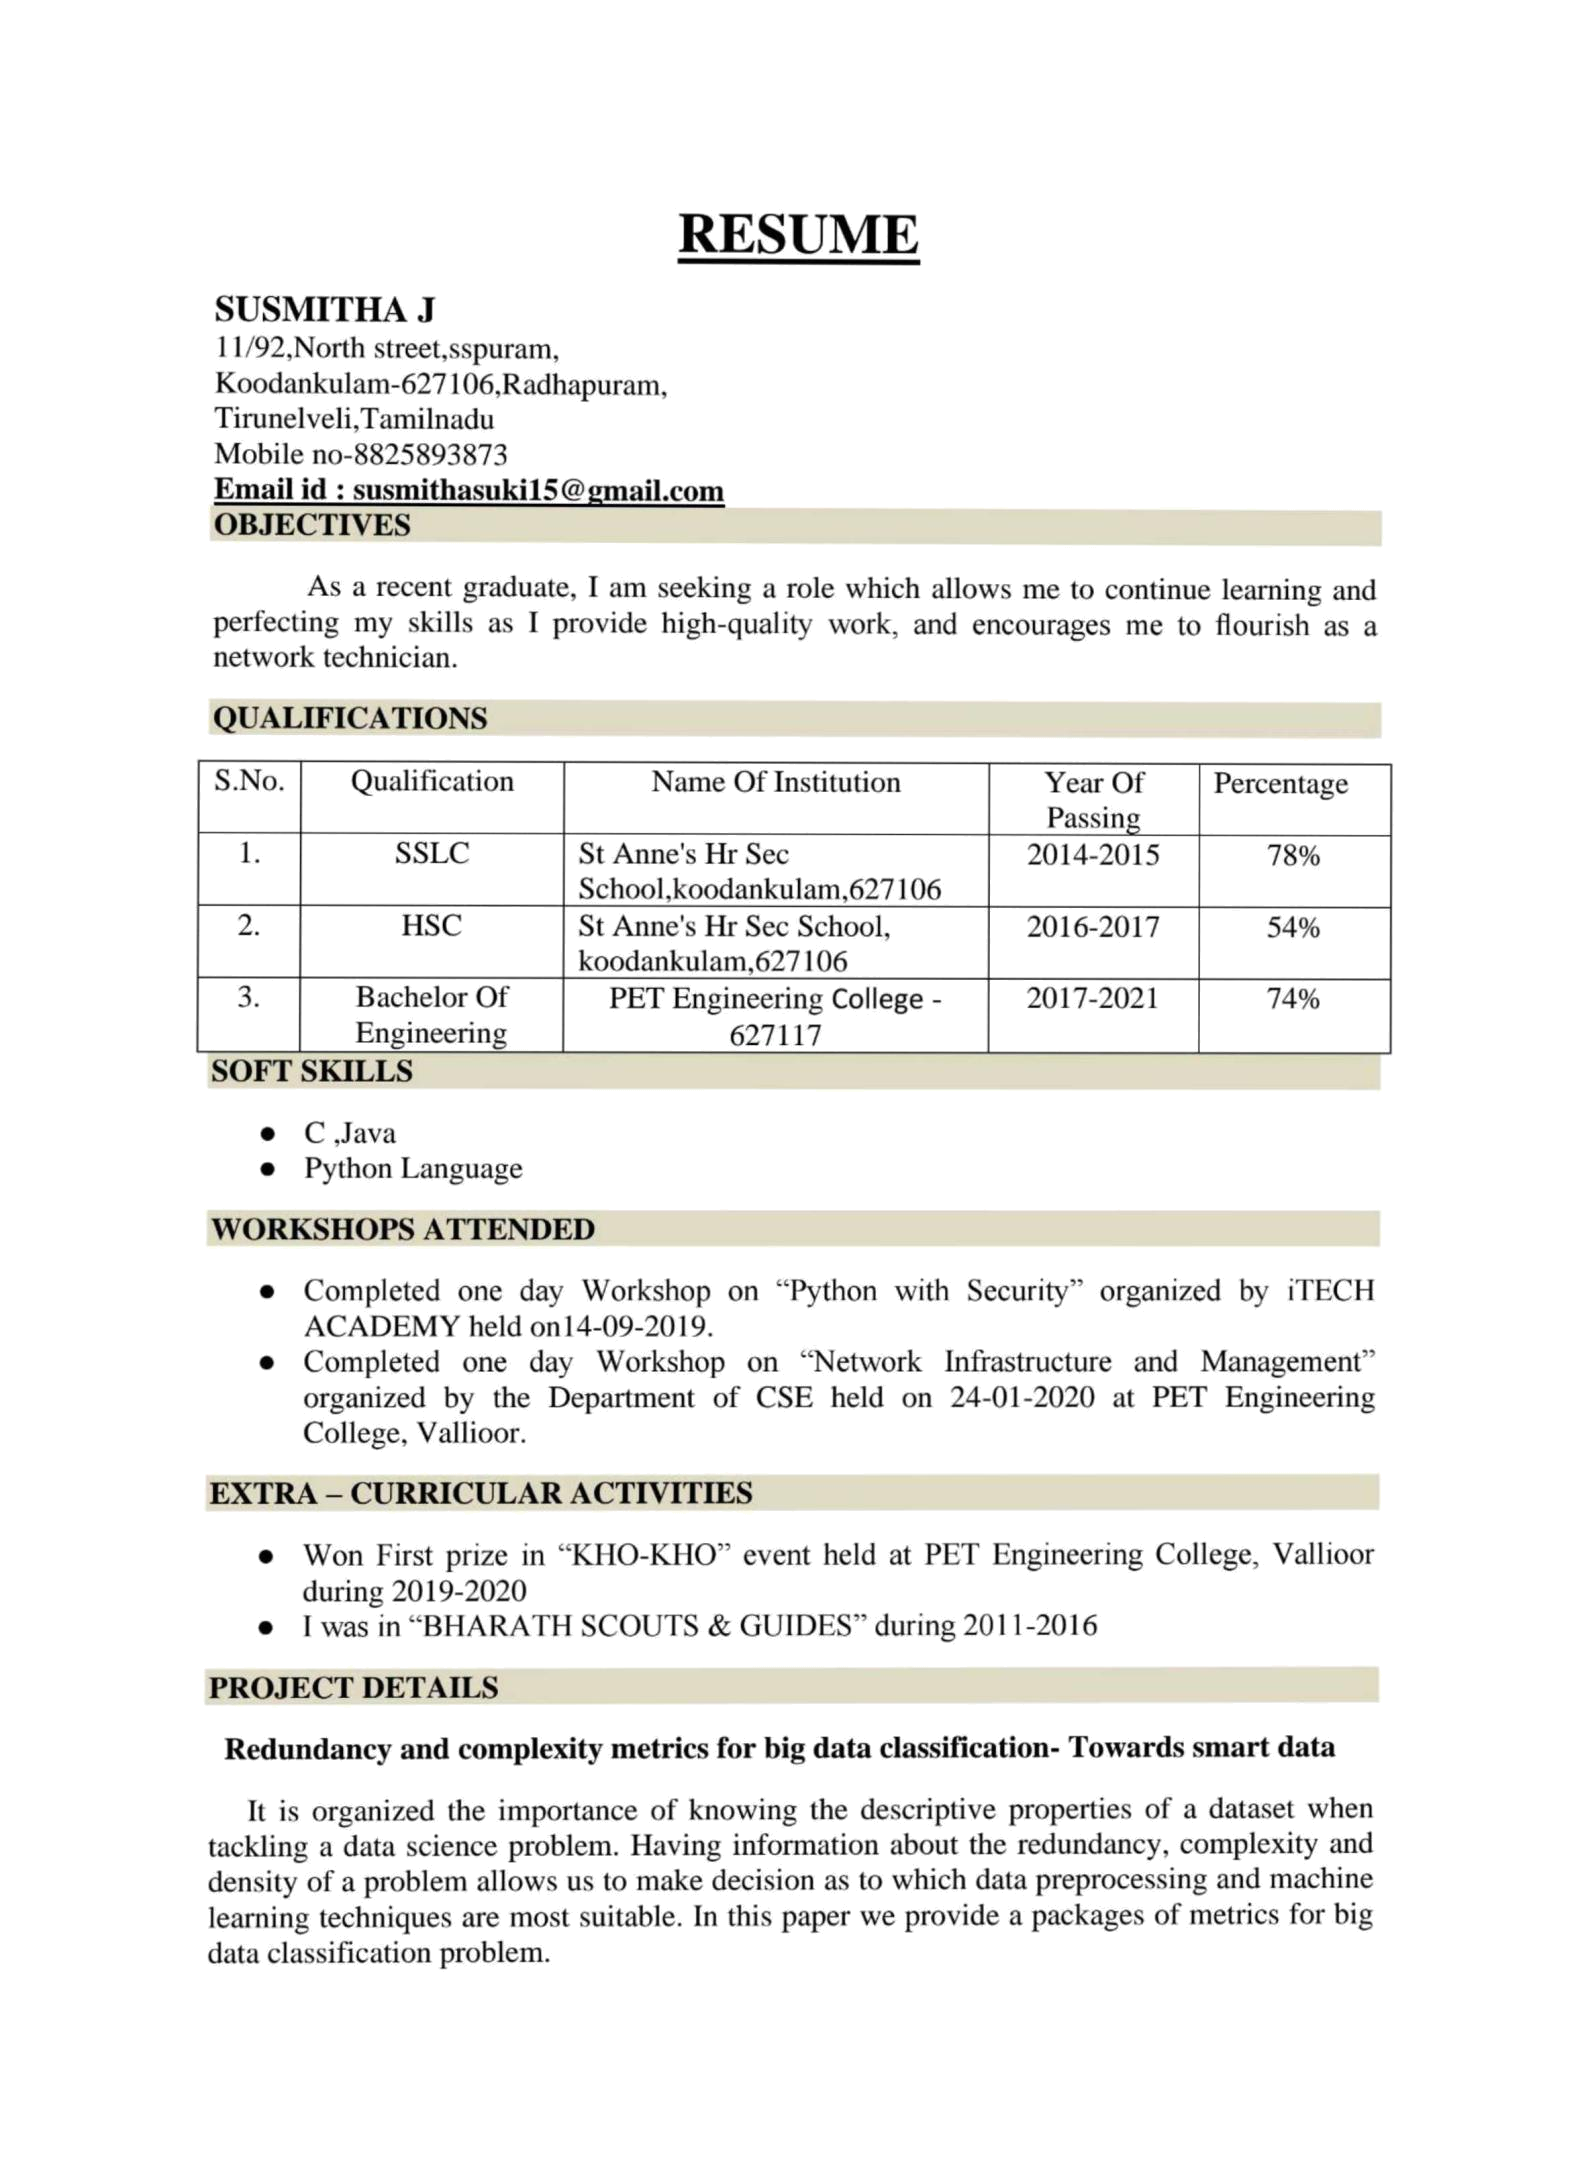 RESUME
SUSMITHA J
11/92,North street,sspuram,
Koodankulam-627106,Radhapuram,
Tirunelveli,Tamilnadu
Mobile no-8825893873
Email id : susmithasuki15@gmail.com
OBJECTIVES
As a recent graduate, I am seeking a role which allows me to continue learning and
perfecting my skills as I provide high-quality work, and encourages me to flourish as a
network technician.
QUALIFICATIONS
S.No. Qualification Name Of Institution Year Of Percentage
Passing
1. SSLC St Anne's Hr Sec 2014-2015 78%
School,koodankulam,627106
2. HSC St Anne's Hr Sec School, 2016-2017 54%
koodankulam,627106
3. Bachelor Of PET Engineering College - 2017-2021 74%
Engineering 627117
SOFT SKILLS
● C ,Java
● Python Language
WORKSHOPS ATTENDED
● Completed one day Workshop on “Python with Security” organized by iTECH
ACADEMY held on14-09-2019.
● Completed one day Workshop on “Network Infrastructure and Management”
organized by the Department of CSE held on 24-01-2020 at PET Engineering
College, Vallioor.
EXTRA – CURRICULAR ACTIVITIES
● Won First prize in “KHO-KHO” event held at PET Engineering College, Vallioor
during 2019-2020
● I was in “BHARATH SCOUTS & GUIDES” during 2011-2016
PROJECT DETAILS
Redundancy and complexity metrics for big data classification- Towards smart data
It is organized the importance of knowing the descriptive properties of a dataset when
tackling a data science problem. Having information about the redundancy, complexity and
density of a problem allows us to make decision as to which data preprocessing and machine
learning techniques are most suitable. In this paper we provide a packages of metrics for big
data classification problem.